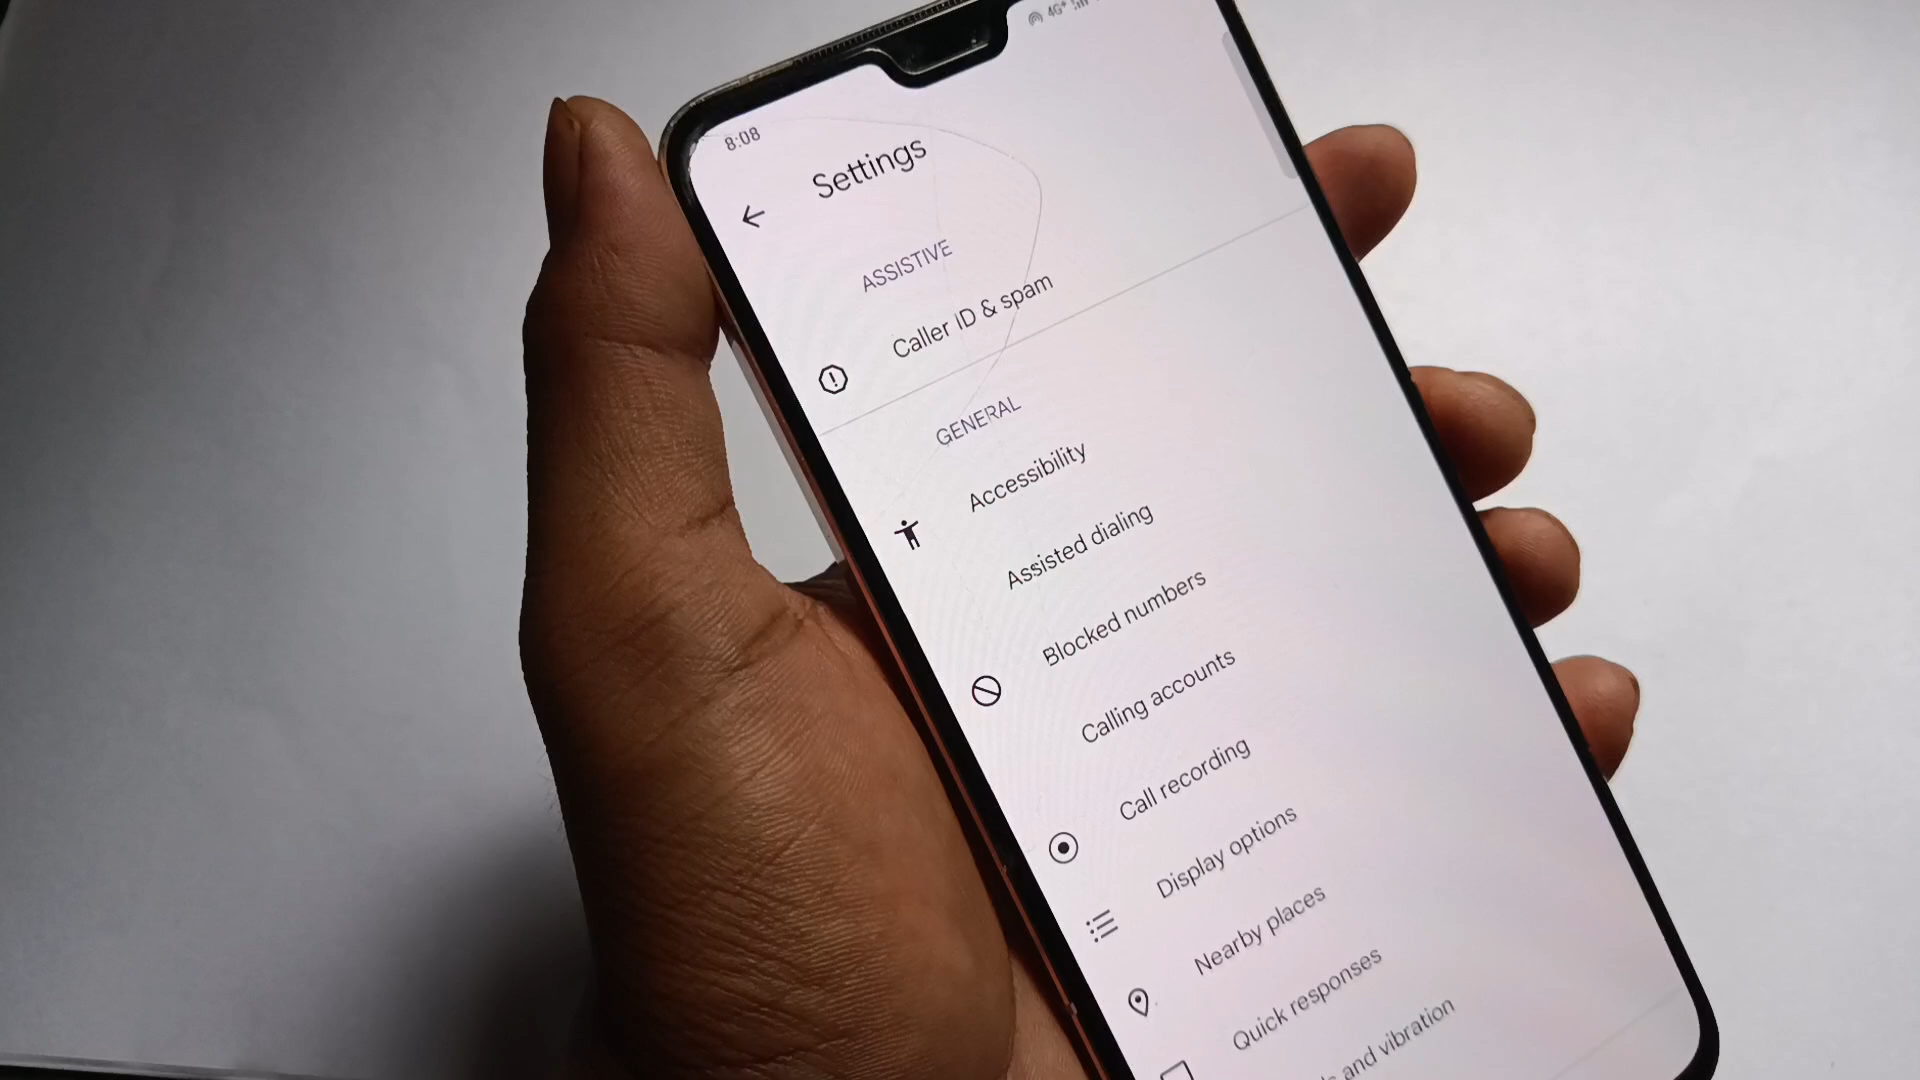 4G+
8:08
Settings
ASSISTIVE
Caller ID & spam
GENERAL
Accessibility
Assisted dialing
Blocked numbers
Calling accounts
Call recording
Display options
Nearby places
Quick responses
and vibration